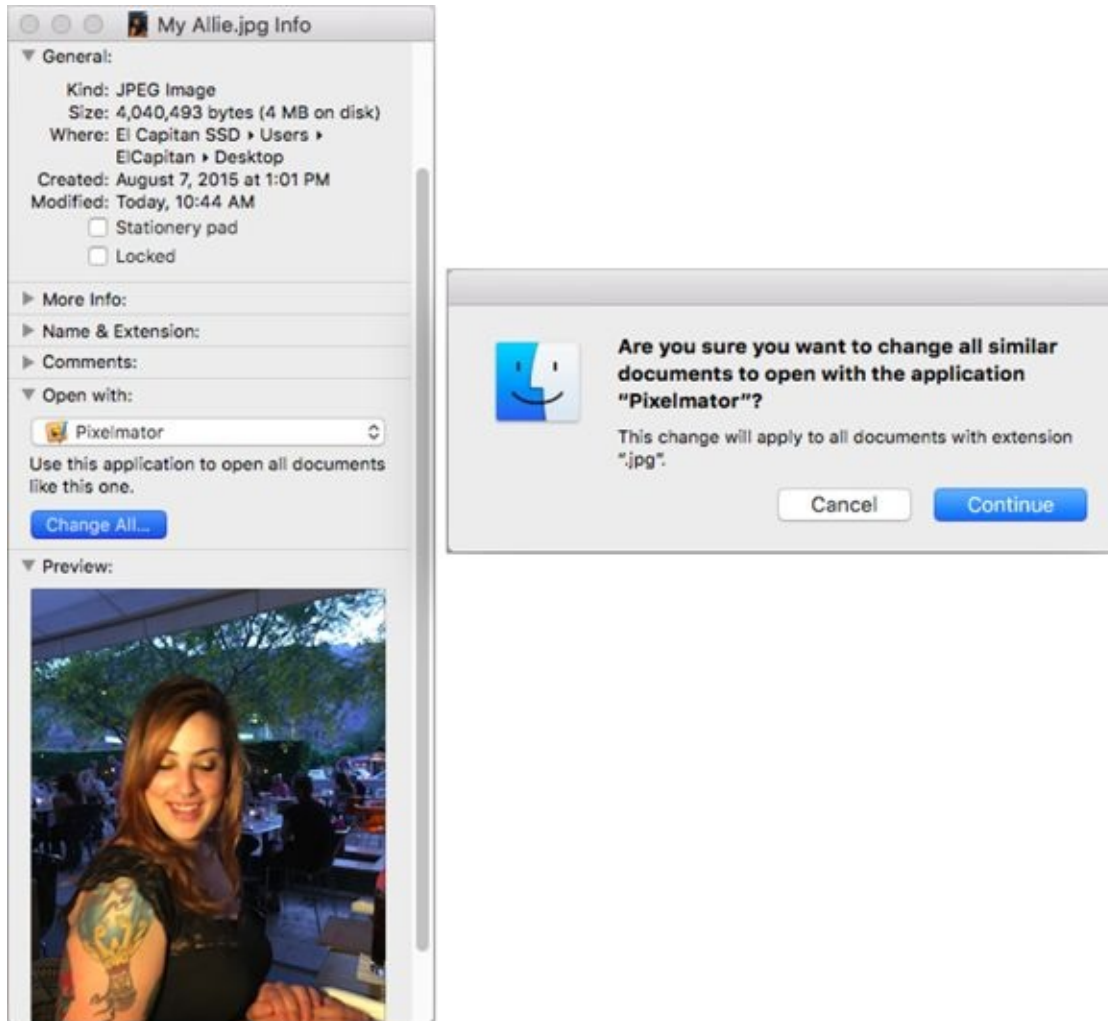 My Allie.jpg Info
General:
Kind: JPEG Image
Size: 4,040,493 bytes (4 MB on disk)
Where: El Capitan SSD ▸ Users ▸
ElCapitan ▸ Desktop
Created: August 7, 2015 at 1:01 PM
Modified: Today, 10:44 AM
Stationery pad
Locked
More Info:
Name & Extension:
Comments:
Open with:
Pixelmator
Use this application to open all documents
like this one.
Change All...
Preview:
Are you sure you want to change all similar
documents to open with the application
“Pixelmator”?
This change will apply to all documents with extension
“.jpg”.
Cancel
Continue